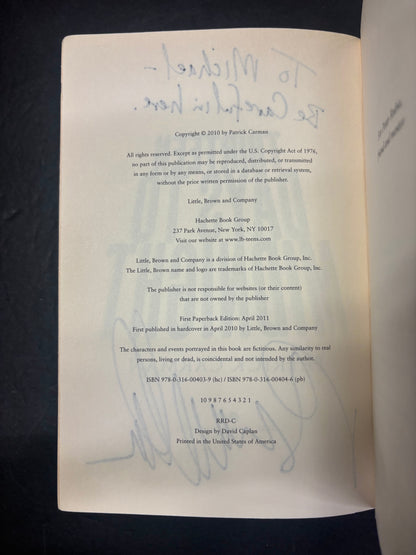 To Michael –
Be Careful in here.
Copyright © 2010 by Patrick Carman
All rights reserved. Except as permitted under the U.S. Copyright Act of 1976,
no part of this publication may be reproduced, distributed, or transmitted
in any form or by any means, or stored in a database or retrieval system,
without the prior written permission of the publisher.
Little, Brown and Company
Hachette Book Group
237 Park Avenue, New York, NY 10017
Visit our website at www.lb-teens.com
Little, Brown and Company is a division of Hachette Book Group, Inc.
The Little, Brown name and logo are trademarks of Hachette Book Group, Inc.
The publisher is not responsible for websites (or their content)
that are not owned by the publisher
First Paperback Edition: April 2011
First published in hardcover in April 2010 by Little, Brown and Company
The characters and events portrayed in this book are fictitious. Any similarity to real
persons, living or dead, is coincidental and not intended by the author.
ISBN 978-0-316-00403-9 (hc) / ISBN 978-0-316-00404-6 (pb)
10 9 8 7 6 5 4 3 2 1
RRD-C
Design by David Caplan
Printed in the United States of America